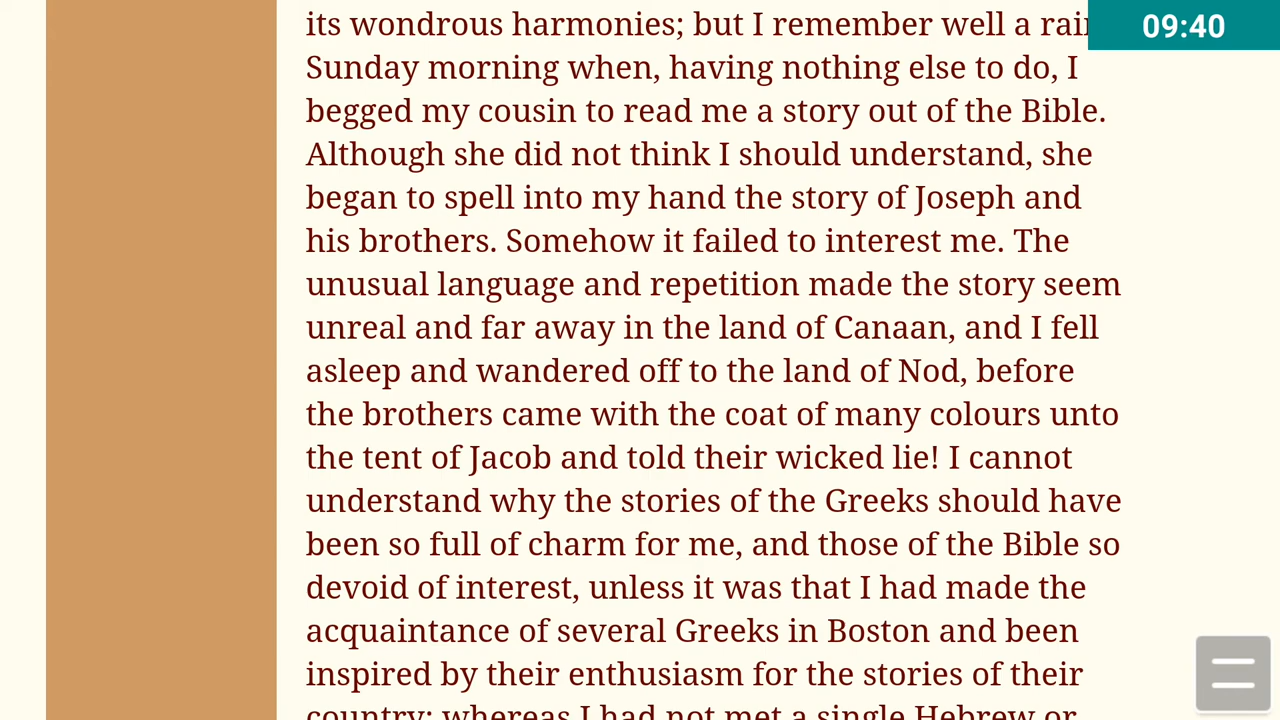 its wondrous harmonies; but I remember well a
09:40
Sunday morning when, having nothing else to do, I
begged my cousin to read me a story out of the Bible.
Although she did not think I should understand, she
began to spell into my hand the story of Joseph and
his brothers. Somehow it failed to interest me. The
unusual language and repetition made the story seem
unreal and far away in the land of Canaan, and I fell
asleep and wandered off to the land of Nod, before
the brothers came with the coat of many colours unto
the tent of Jacob and told their wicked lie! I cannot
understand why the stories of the Greeks should have
been so full of charm for me, and those of the Bible so
devoid of interest, unless it was that I had made the
acquaintance of several Greeks in Boston and been
inspired by their enthusiasm for the stories of their
country; whereas I had not met a single Hebrew or